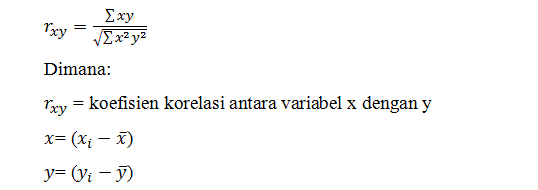 r_xy = Σxy / √Σx²y²
Dimana:
r_xy = koefisien korelasi antara variabel x dengan y
x= (x_i − x̄)
y= (y_i − ȳ)